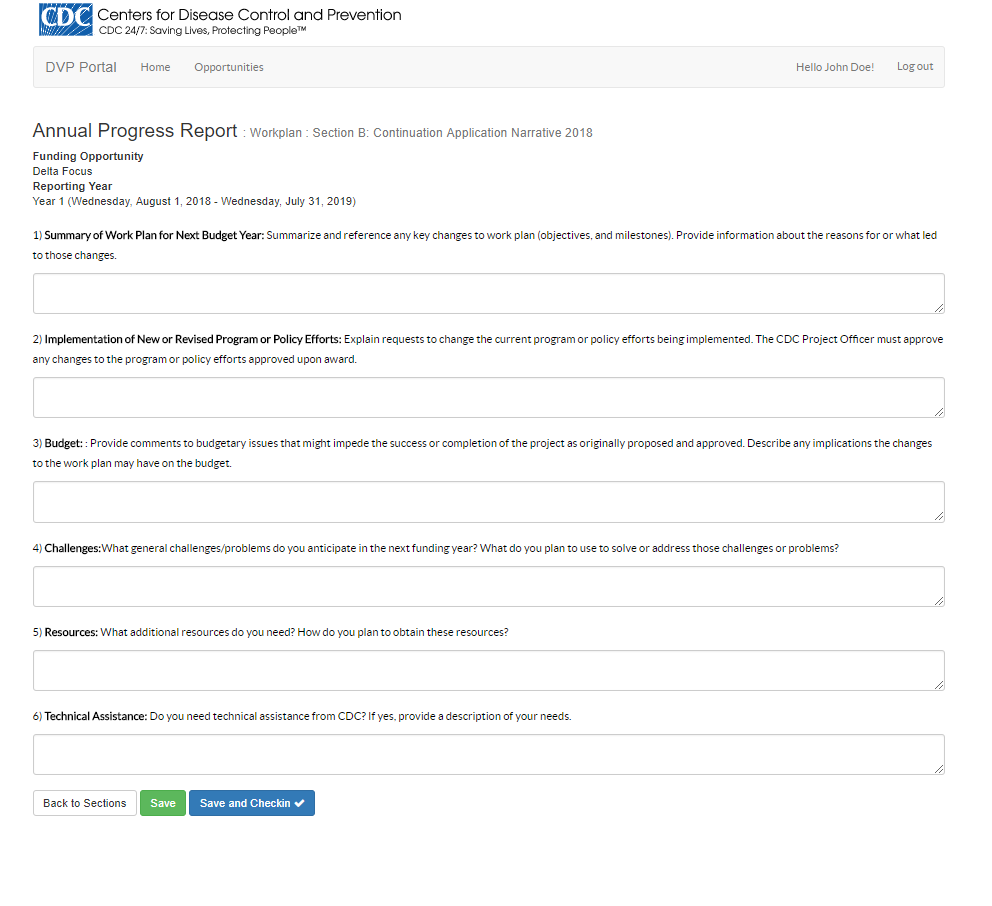 CDC Centers for Disease Control and Prevention
CDC 24/7: Saving Lives, Protecting People™
DVP Portal Home Opportunities Hello John Doe! Log out
Annual Progress Report : Workplan : Section B: Continuation Application Narrative 2018
Funding Opportunity
Delta Focus
Reporting Year
Year 1 (Wednesday, August 1, 2018 - Wednesday, July 31, 2019)
1) Summary of Work Plan for Next Budget Year: Summarize and reference any key changes to work plan (objectives, and milestones). Provide information about the reasons for or what led
to those changes.
2) Implementation of New or Revised Program or Policy Efforts: Explain requests to change the current program or policy efforts being implemented. The CDC Project Officer must approve
any changes to the program or policy efforts approved upon award.
3) Budget: : Provide comments to budgetary issues that might impede the success or completion of the project as originally proposed and approved. Describe any implications the changes
to the work plan may have on the budget.
4) Challenges:What general challenges/problems do you anticipate in the next funding year? What do you plan to use to solve or address those challenges or problems?
5) Resources: What additional resources do you need? How do you plan to obtain these resources?
6) Technical Assistance: Do you need technical assistance from CDC? If yes, provide a description of your needs.
Back to Sections Save Save and Checkin ✔